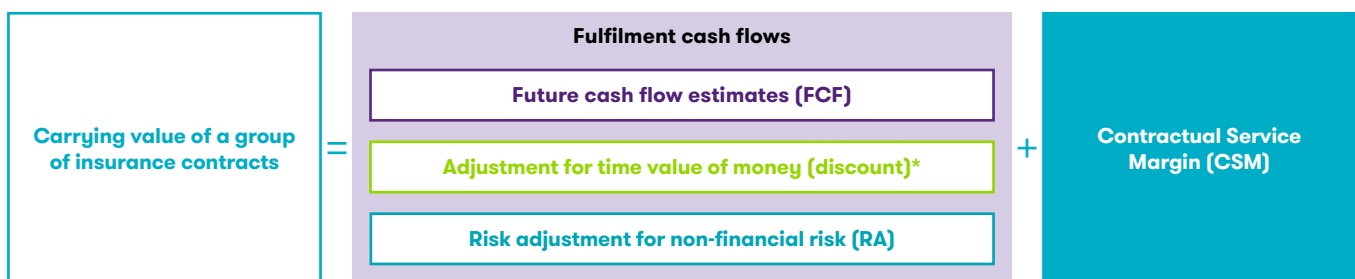 Fulfilment cash flows
Future cash flow estimates (FCF)
Carrying value of a group
of insurance contracts
=
Adjustment for time value of money (discount)*
+
Contractual Service
Margin (CSM)
Risk adjustment for non-financial risk (RA)